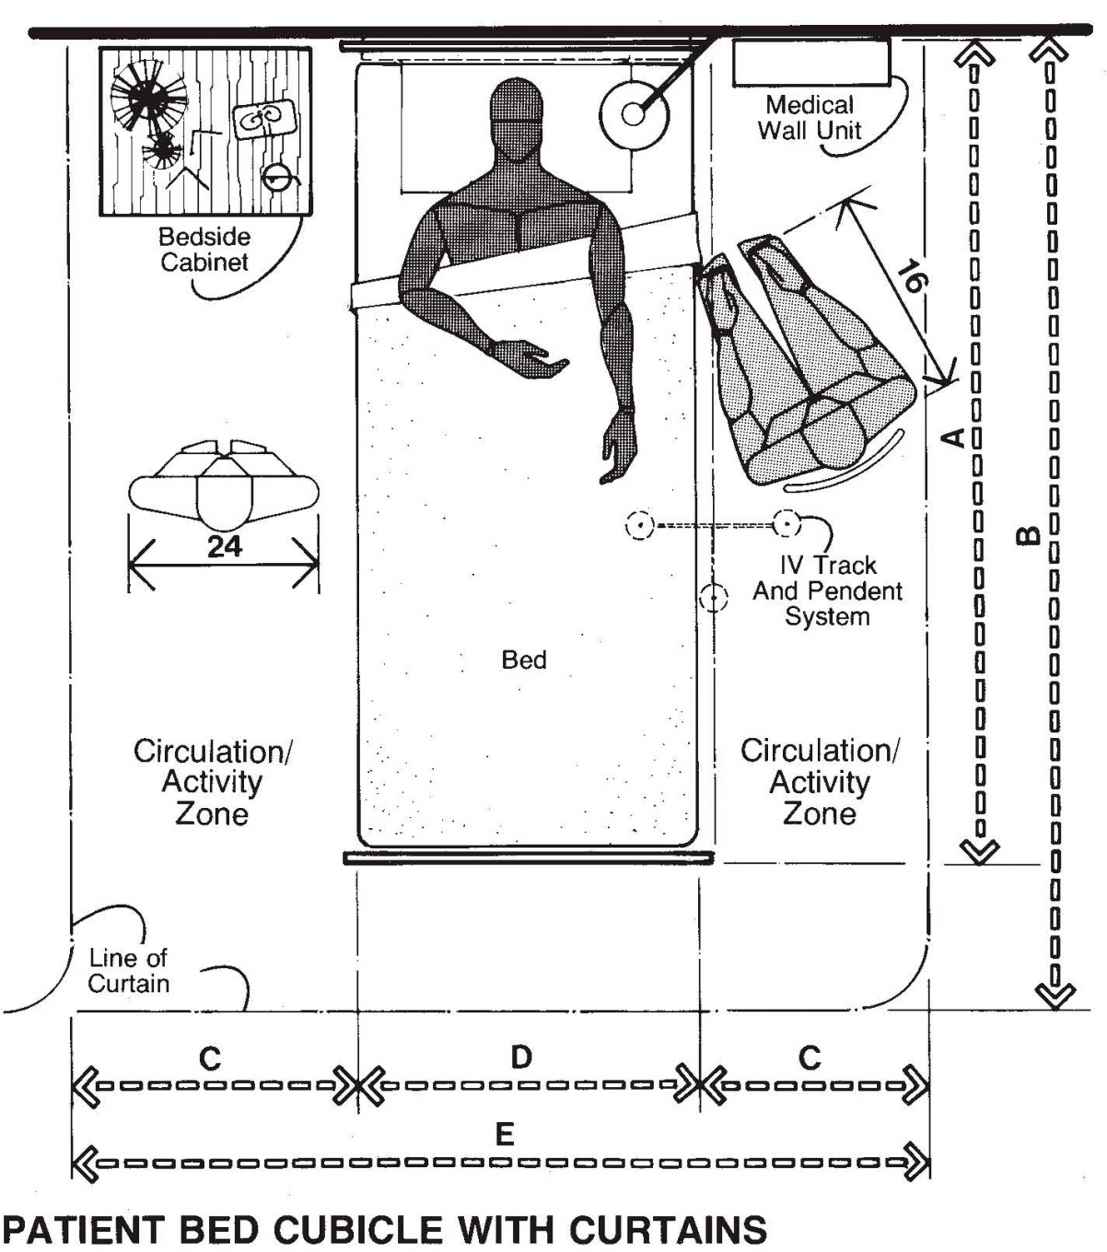 Medical
Wall Unit
Bedside
Cabinet
16
A
B
24
IV Track
And Pendent
System
Bed
Circulation/
Activity
Zone
Circulation/
Activity
Zone
Line of
Curtain
C
D
C
E
PATIENT BED CUBICLE WITH CURTAINS